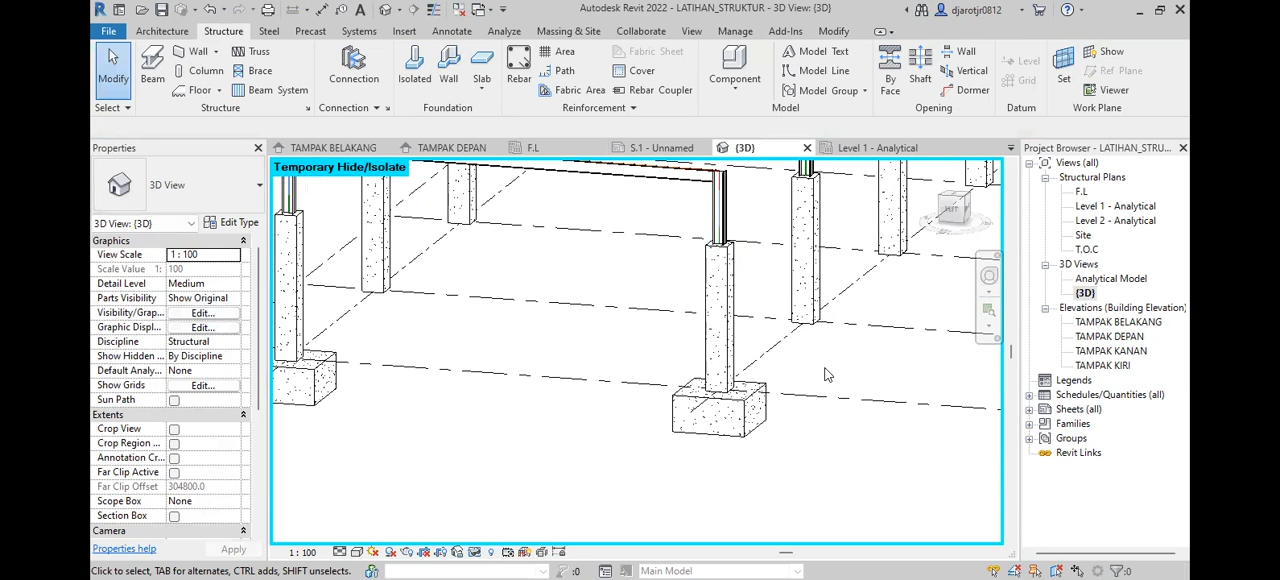 Autodesk Revit 2022 - LATIHAN_STRUKTUR - 3D View: {3D}
djarotjr0812
File Architecture Structure Steel Precast Systems Insert Annotate Analyze Massing & Site Collaborate View Manage Add-Ins Modify
Modify
Select
Beam
Wall
Column
Floor
Truss
Brace
Beam System
Structure
Connection
Connection
Isolated
Wall
Slab
Foundation
Rebar
Area
Path
Fabric Area
Fabric Sheet
Cover
Rebar Coupler
Reinforcement
Component
Model Text
Model Line
Model Group
Model
By Face
Shaft
Wall
Vertical
Dormer
Opening
Level
Grid
Datum
Set
Show
Ref Plane
Viewer
Work Plane
Properties
TAMPAK BELAKANG
TAMPAK DEPAN
F.L
S.1 - Unnamed
{3D}
Level 1 - Analytical
Project Browser - LATIHAN_STRU...
3D View
3D View: {3D}
Edit Type
Graphics
View Scale 1 : 100
Scale Value 1: 100
Detail Level Medium
Parts Visibility Show Original
Visibility/Grap... Edit...
Graphic Displ... Edit...
Discipline Structural
Show Hidden ... By Discipline
Default Analy... None
Show Grids Edit...
Sun Path
Extents
Crop View
Crop Region ...
Annotation Cr...
Far Clip Active
Far Clip Offset 304800.0
Scope Box None
Section Box
Camera
Properties help
Apply
Temporary Hide/Isolate
Views (all)
Structural Plans
F.L
Level 1 - Analytical
Level 2 - Analytical
Site
T.O.C
3D Views
Analytical Model
{3D}
Elevations (Building Elevation)
TAMPAK BELAKANG
TAMPAK DEPAN
TAMPAK KANAN
TAMPAK KIRI
Legends
Schedules/Quantities (all)
Sheets (all)
Families
Groups
Revit Links
1 : 100
Click to select, TAB for alternates, CTRL adds, SHIFT unselects.
:0
Main Model
:0